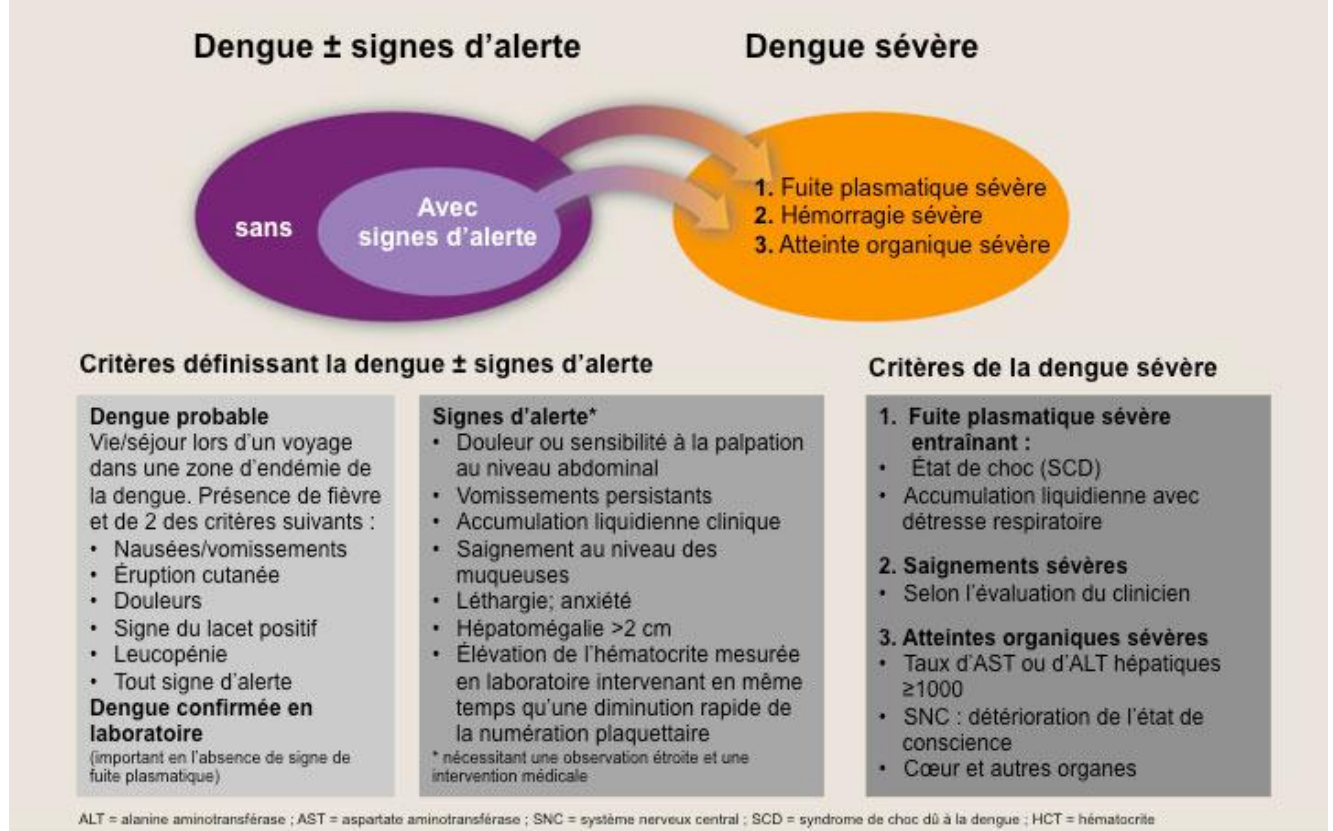 Dengue ± signes d'alerte
Dengue sévère
sans
Avec
signes d'alerte
1. Fuite plasmatique sévère
2. Hémorragie sévère
3. Atteinte organique sévère
Critères définissant la dengue ± signes d'alerte
Dengue probable
Vie/séjour lors d'un voyage
dans une zone d'endémie de
la dengue. Présence de fièvre
et de 2 des critères suivants :
• Nausées/vomissements
• Éruption cutanée
• Douleurs
• Signe du lacet positif
• Leucopénie
• Tout signe d'alerte
Dengue confirmée en
laboratoire
(important en l'absence de signe de
fuite plasmatique)
Signes d'alerte*
• Douleur ou sensibilité à la palpation
au niveau abdominal
• Vomissements persistants
• Accumulation liquidienne clinique
• Saignement au niveau des
muqueuses
• Léthargie; anxiété
• Hépatomégalie >2 cm
• Élévation de l'hématocrite mesurée
en laboratoire intervenant en même
temps qu'une diminution rapide de
la numération plaquettaire
* nécessitant une observation étroite et une
intervention médicale
Critères de la dengue sévère
1. Fuite plasmatique sévère
entraînant :
• État de choc (SCD)
• Accumulation liquidienne avec
détresse respiratoire
2. Saignements sévères
• Selon l'évaluation du clinicien
3. Atteintes organiques sévères
• Taux d'AST ou d'ALT hépatiques
≥1000
• SNC : détérioration de l'état de
conscience
• Cœur et autres organes
ALT = alanine aminotransférase ; AST = aspartate aminotransférase ; SNC = système nerveux central ; SCD = syndrome de choc dû à la dengue ; HCT = hématocrite